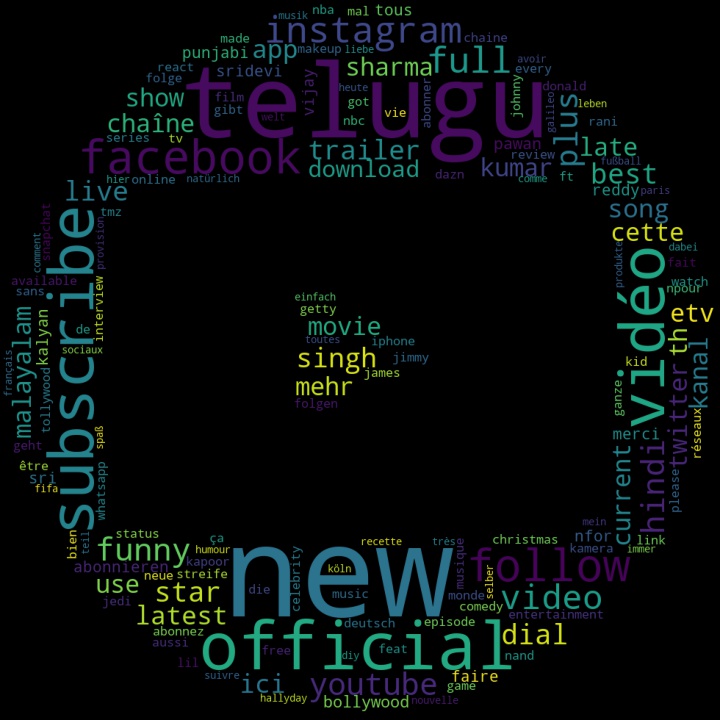 nba mal tous
musik
instagram
chaine
made
punjabi app makeup liebe
avoir
full
react sridevi sharma every
folge
telugu
vijay
heute
abonner
johnny
donald
galileo
leben
show film gibt got vie
plus
chaîne nbc welt pawan rani
series tv
facebook trailer review fußball late
hier online natürlich download dazn kumar comme ft best
live reddy paris
snapchat tmz song
provision
comment
subscribe
cette
produkte
dabei
vidéo
fait
available interview
einfach
watch
sans
getty
npour
malayalam
kalyan
de
movie
etv
toutes iphone
th
français
sociaux
singh jimmy
kid
kanal
tollywood
james
mehr
ganze
twitter
folgen
réseaux
geht
spaß
merci
hindi
être
sri
current
please
fifa
whatsapp
bien
teil
status ça
recette très christmas nfor
mein
link
funny humour
new
musique
kamera immer
abonnieren kapoor
follow
use neue streife köln
selber
celebrity
die music monde video
jedi star comedy entertainment
latest
abonnez deutsch episode
official
dial
aussi free diy feat nand
lil
suivre
ici youtube game faire
hallyday bollywood nouvelle